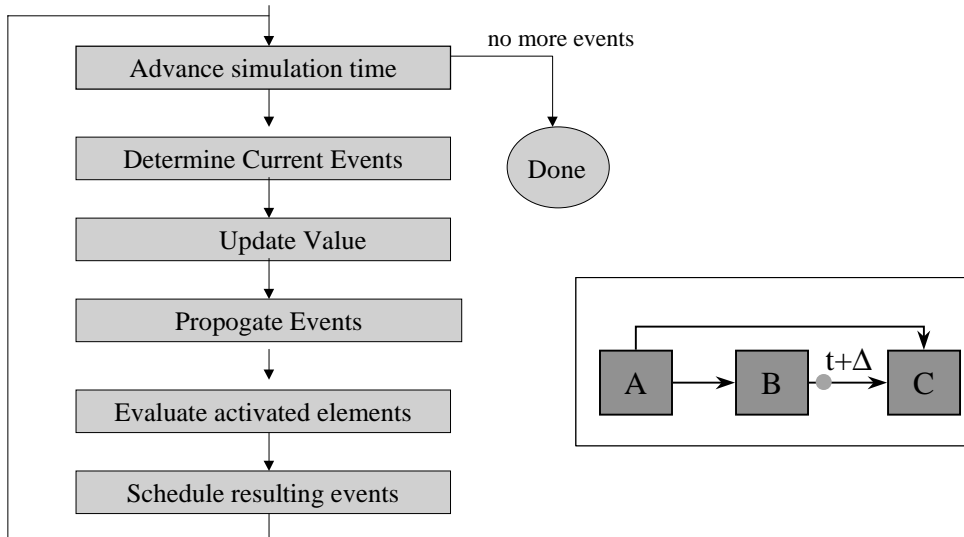 no more events
Advance simulation time
Determine Current Events
Done
Update Value
Propogate Events
Evaluate activated elements
Schedule resulting events
t+Δ
A
B
C